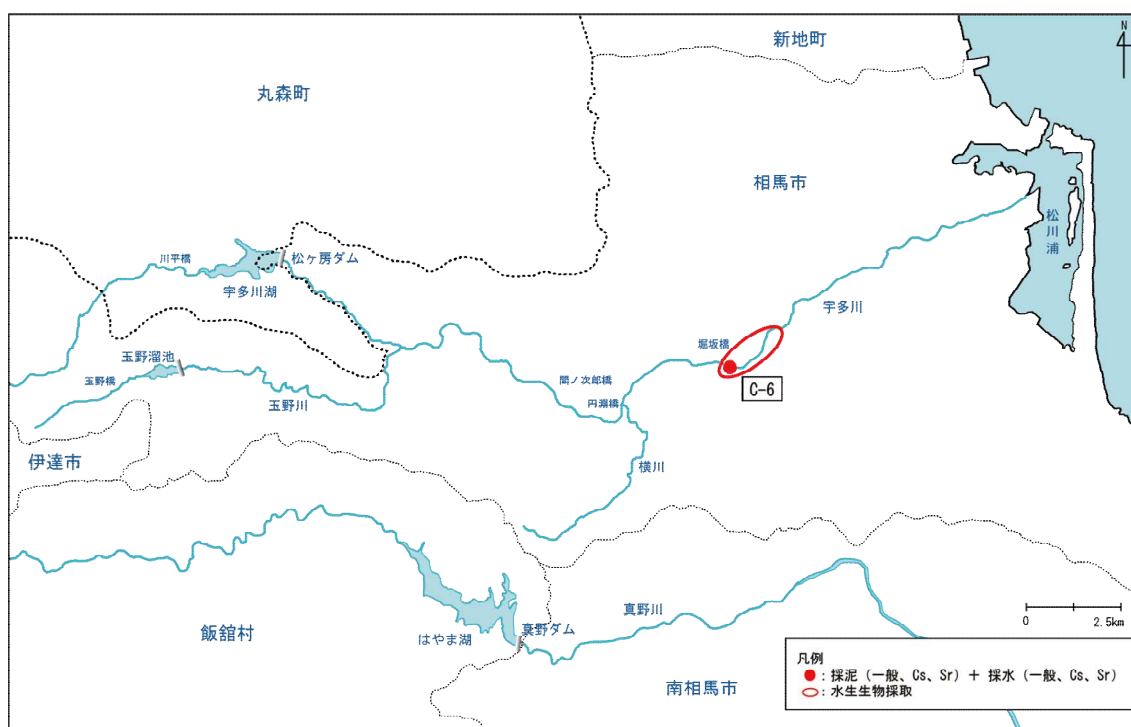 新地町
N
丸森町
相馬市
松川浦
川平橋
松ヶ房ダム
宇多川湖
宇多川
堀坂橋
玉野溜池
玉野橋
C-6
間ノ次郎橋
円淵橋
玉野川
伊達市
横川
真野川
0 2.5km
飯舘村
はやま湖
真野ダム
南相馬市
凡例
：採泥（一般、Cs、Sr）＋ 採水（一般、Cs、Sr）
：水生生物採取